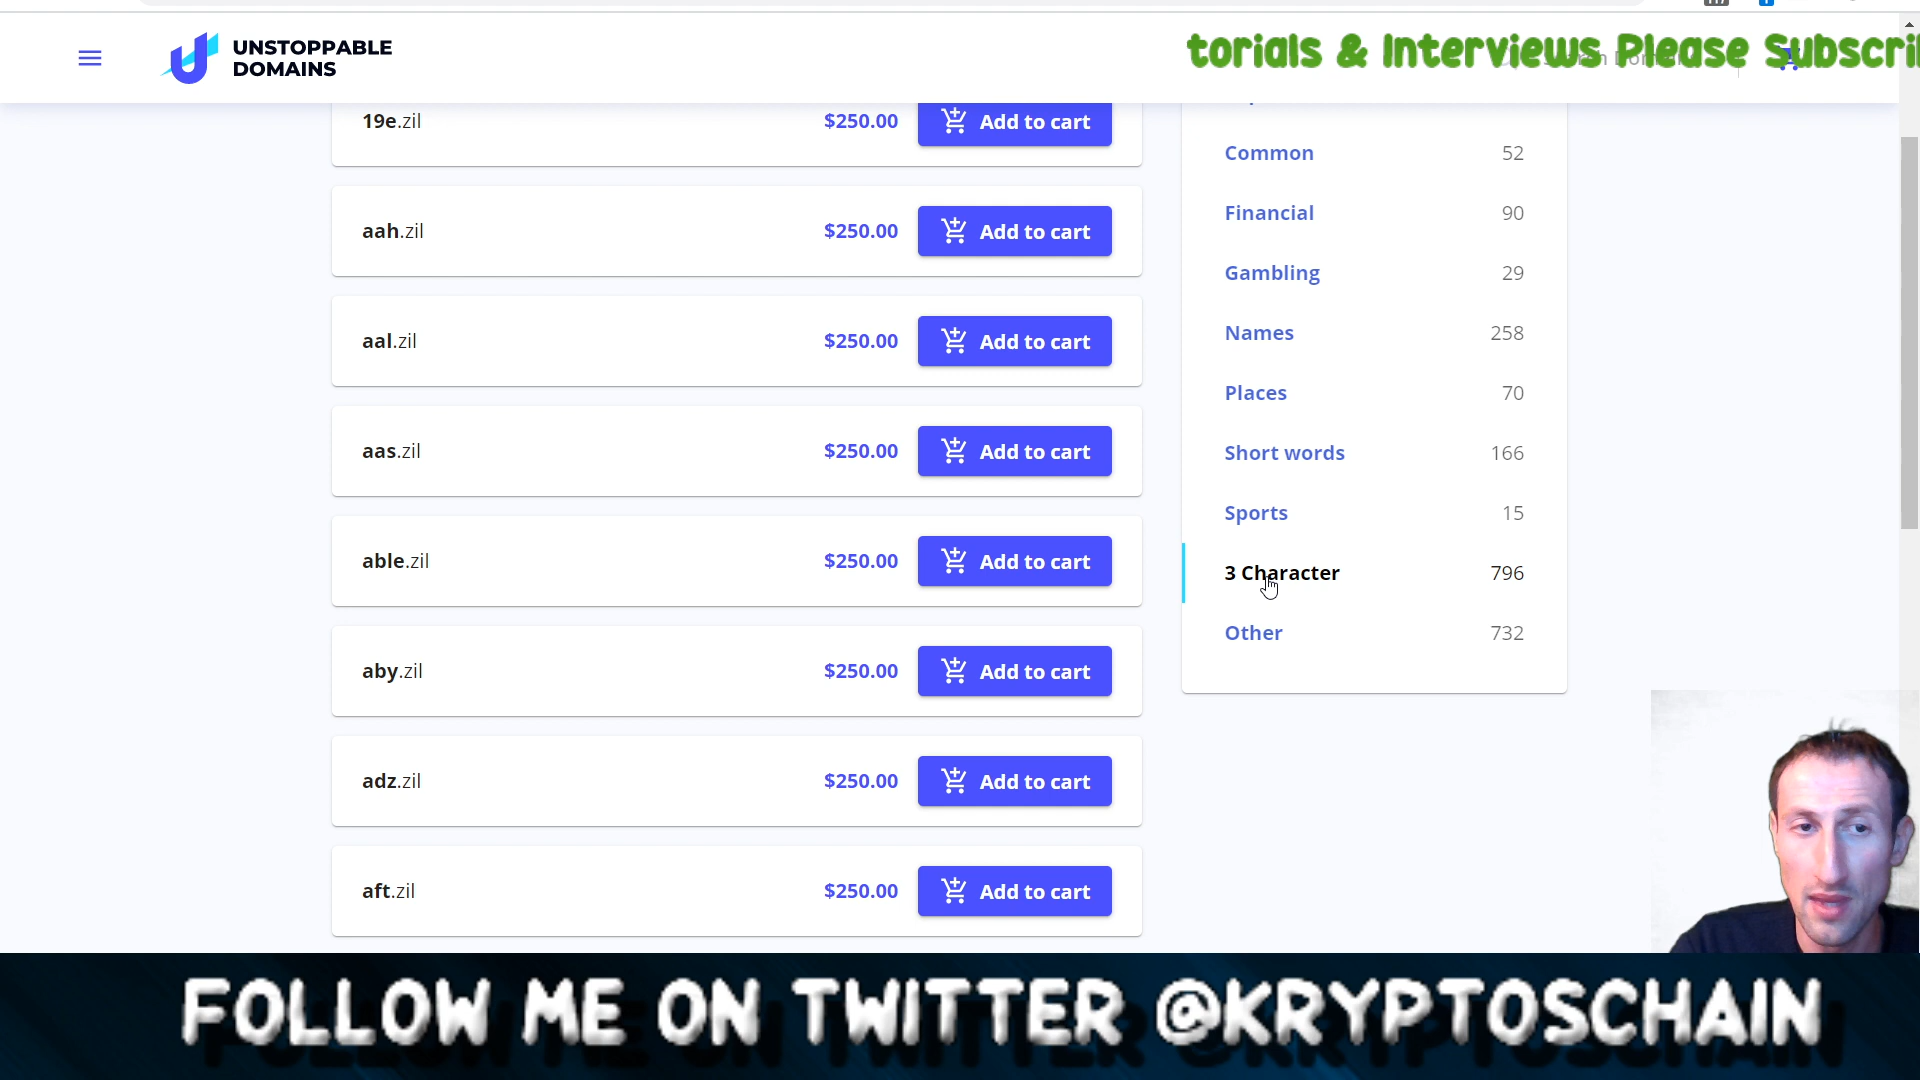 UNSTOPPABLE
DOMAINS
torials & Interviews Please Subscri
19e.zil $250.00 Add to cart
aah.zil $250.00 Add to cart
aal.zil $250.00 Add to cart
aas.zil $250.00 Add to cart
able.zil $250.00 Add to cart
aby.zil $250.00 Add to cart
adz.zil $250.00 Add to cart
aft.zil $250.00 Add to cart
Common 52
Financial 90
Gambling 29
Names 258
Places 70
Short words 166
Sports 15
3 Character 796
Other 732
FOLLOW ME ON TWITTER @KRYPTOSCHAIN